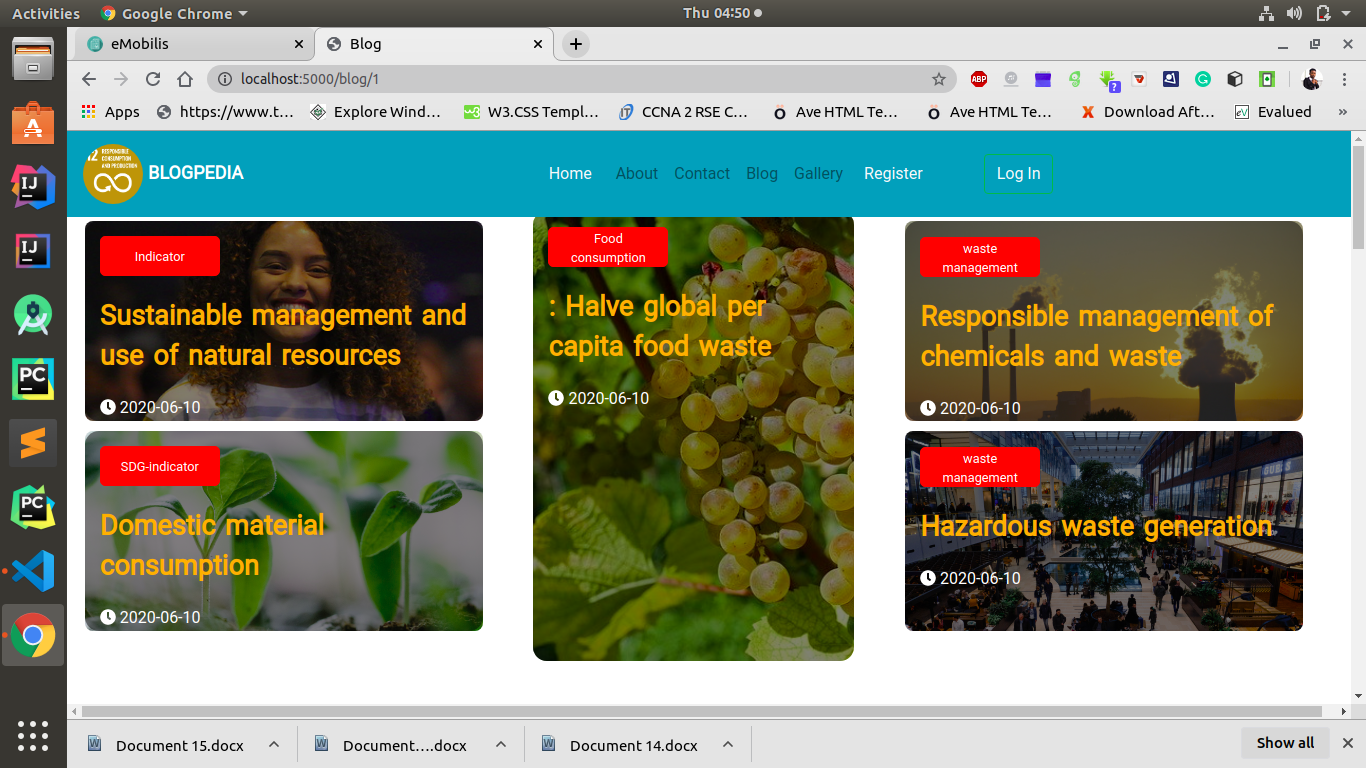 Activities
Google Chrome
Thu 04:50
eMobilis
Blog
localhost:5000/blog/1
ABP
?
Apps
https://www.t...
Explore Wind...
W3.CSS Templ...
CCNA 2 RSE C...
Ave HTML Te...
Ave HTML Te...
Download Aft...
Evalued
»
12 RESPONSIBLE
CONSUMPTION
AND PRODUCTION
BLOGPEDIA
Home
About
Contact
Blog
Gallery
Register
Log In
Indicator
Sustainable management and
use of natural resources
2020-06-10
SDG-indicator
Domestic material
consumption
2020-06-10
Food
consumption
: Halve global per
capita food waste
2020-06-10
waste
management
Responsible management of
chemicals and waste
2020-06-10
waste
management
Hazardous waste generation
2020-06-10
IJ
IJ
PC
PC
Document 15.docx
Document....docx
Document 14.docx
Show all